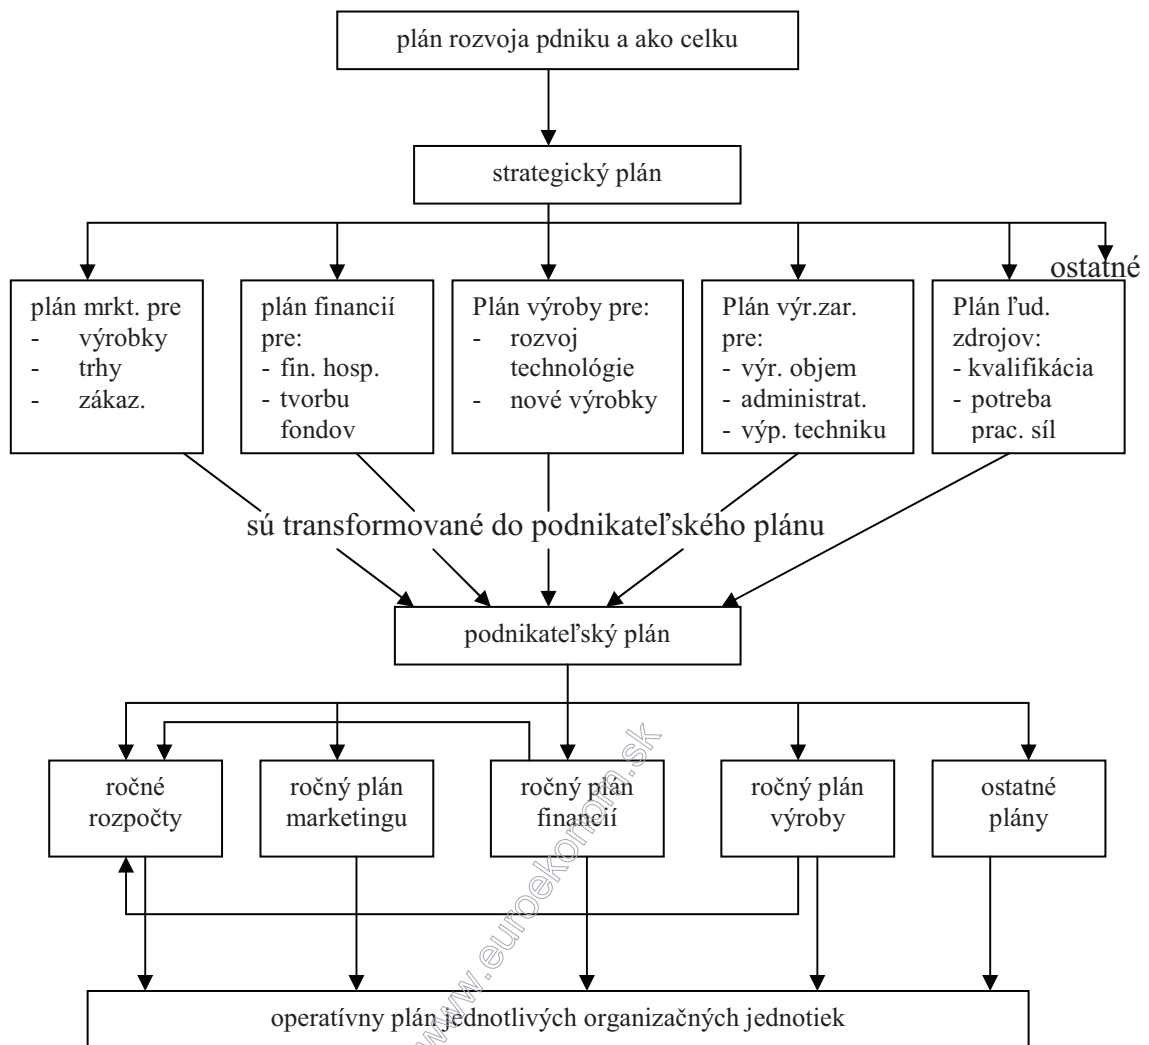 plán rozvoja pdniku a ako celku
strategický plán
ostatné
plán mrkt. pre
- výrobky
- trhy
- zákaz.
plán financií
pre:
- fin. hosp.
- tvorbu
fondov
Plán výroby pre:
- rozvoj
technológie
- nové výrobky
Plán výr.zar.
pre:
- výr. objem
- administrat.
- výp. techniku
Plán ľud.
zdrojov:
- kvalifikácia
- potreba
prac. síl
sú transformované do podnikateľského plánu
podnikateľský plán
ročné
rozpočty
ročný plán
marketingu
ročný plán
financií
ročný plán
výroby
ostatné
plány
operatívny plán jednotlivých organizačných jednotiek
www.euroekonom.sk